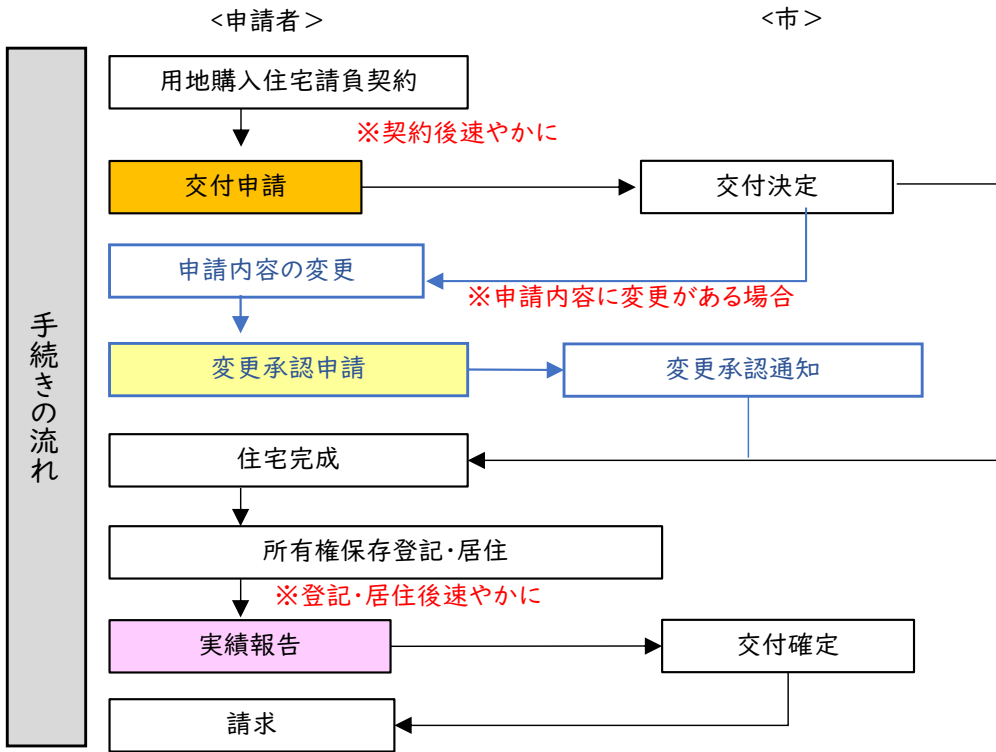 <申請者>
<市>
手続きの流れ
用地購入住宅請負契約
※契約後速やかに
交付申請
交付決定
申請内容の変更
※申請内容に変更がある場合
変更承認申請
変更承認通知
住宅完成
所有権保存登記・居住
※登記・居住後速やかに
実績報告
交付確定
請求